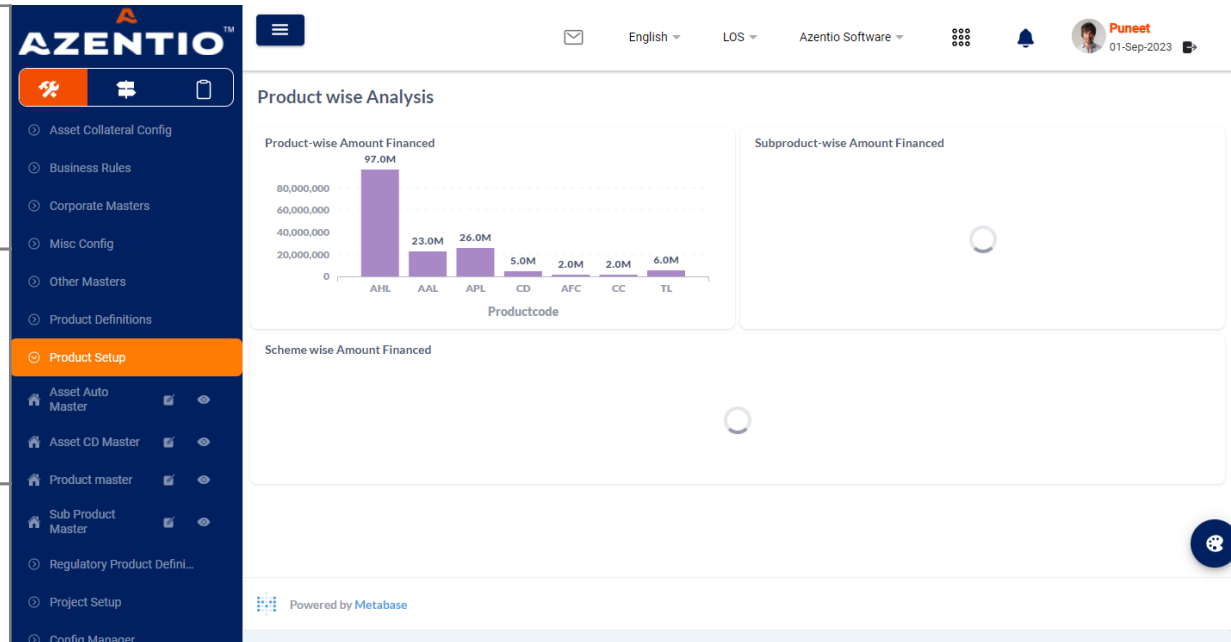 AZENTIO™
English
LOS
Azentio Software
Puneet
01-Sep-2023
Asset Collateral Config
Business Rules
Corporate Masters
Misc Config
Other Masters
Product Definitions
Product Setup
Asset Auto
Master
Asset CD Master
Product master
Sub Product
Master
Regulatory Product Defini...
Project Setup
Config Manager
Product wise Analysis
Product-wise Amount Financed
97.0M
80,000,000
60,000,000
40,000,000
20,000,000
0
23.0M
26.0M
5.0M
2.0M
2.0M
6.0M
AHL AAL APL CD AFC CC TL
Productcode
Subproduct-wise Amount Financed
Scheme wise Amount Financed
Powered by Metabase